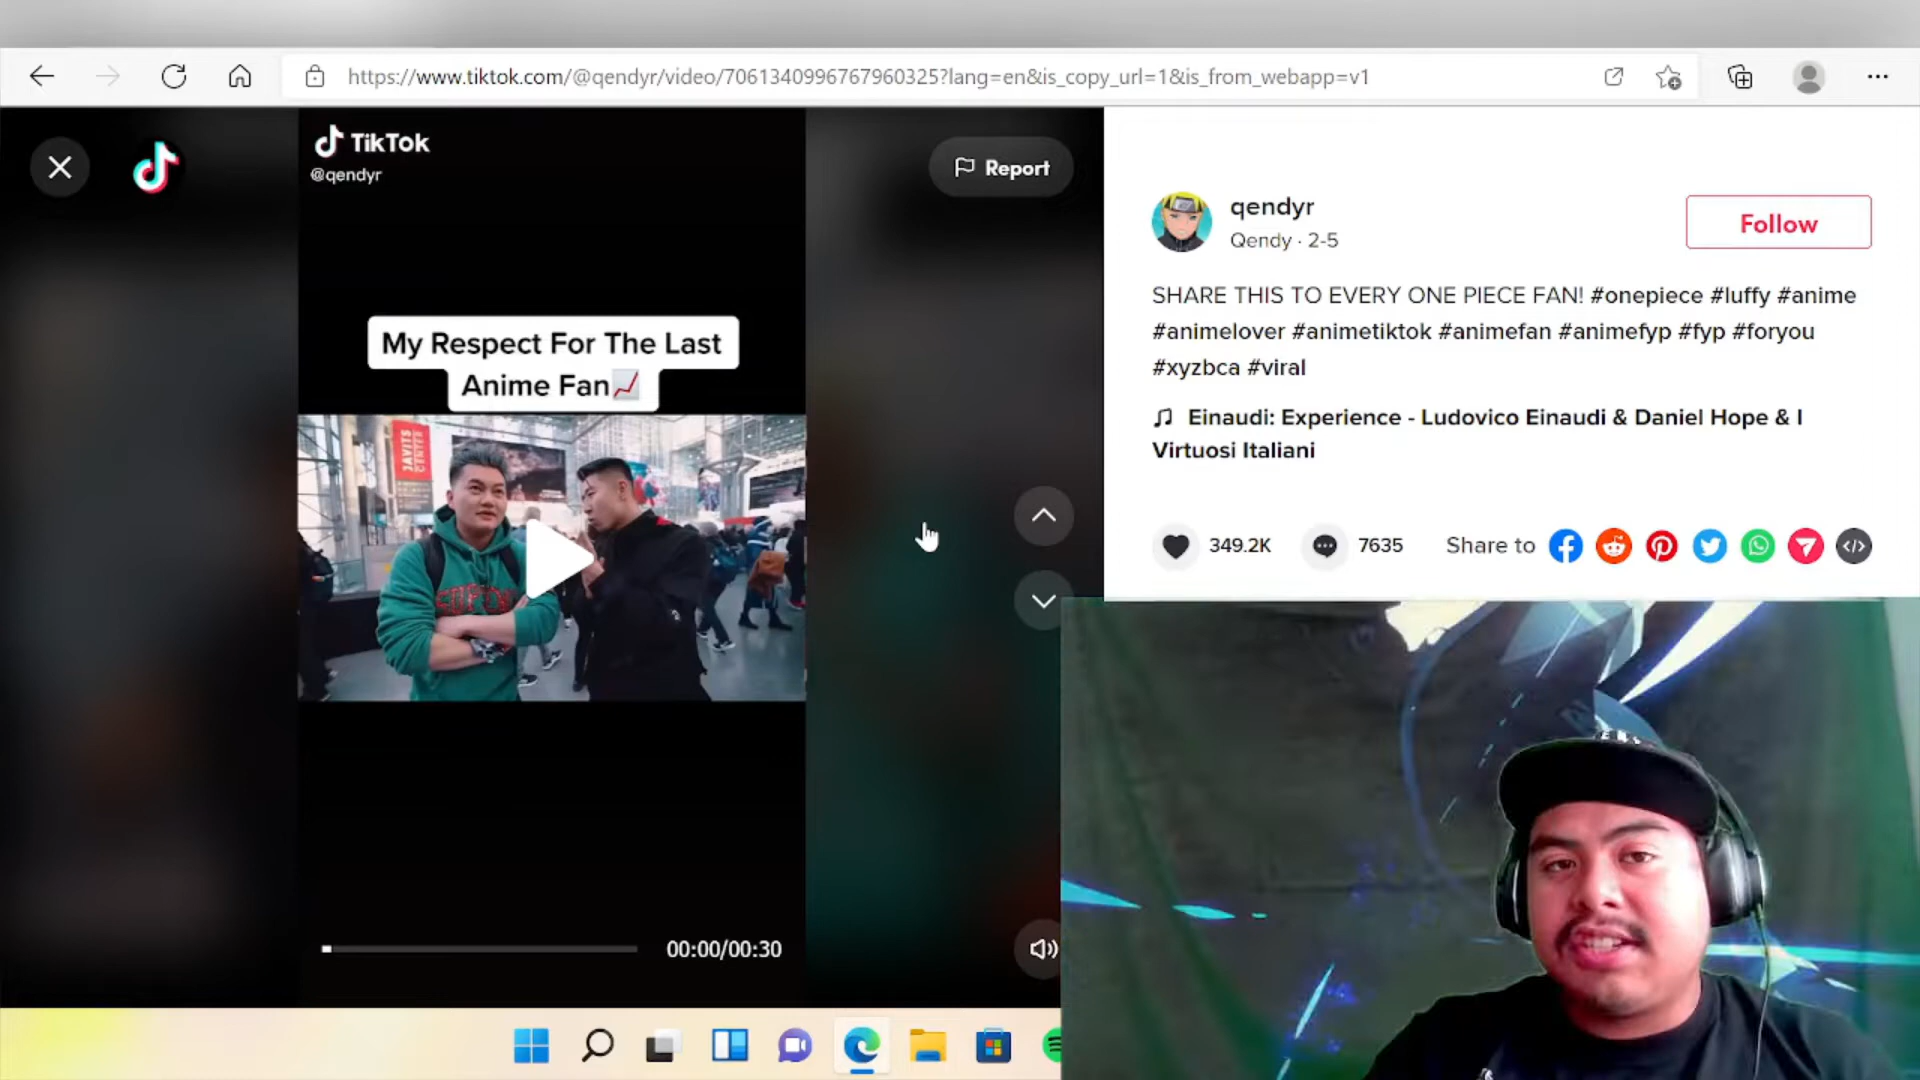 https://www.tiktok.com/@qendyr/video/7061340996767960325?lang=en&is_copy_url=1&is_from_webapp=v1
TikTok
@qendyr
Report
My Respect For The Last
Anime Fan📈
JAVITS
CENTER
00:00/00:30
qendyr
Qendy · 2-5
Follow
SHARE THIS TO EVERY ONE PIECE FAN! #onepiece #luffy #anime
#animelover #animetiktok #animefan #animefyp #fyp #foryou
#xyzbca #viral
Einaudi: Experience - Ludovico Einaudi & Daniel Hope & I
Virtuosi Italiani
349.2K
7635
Share to